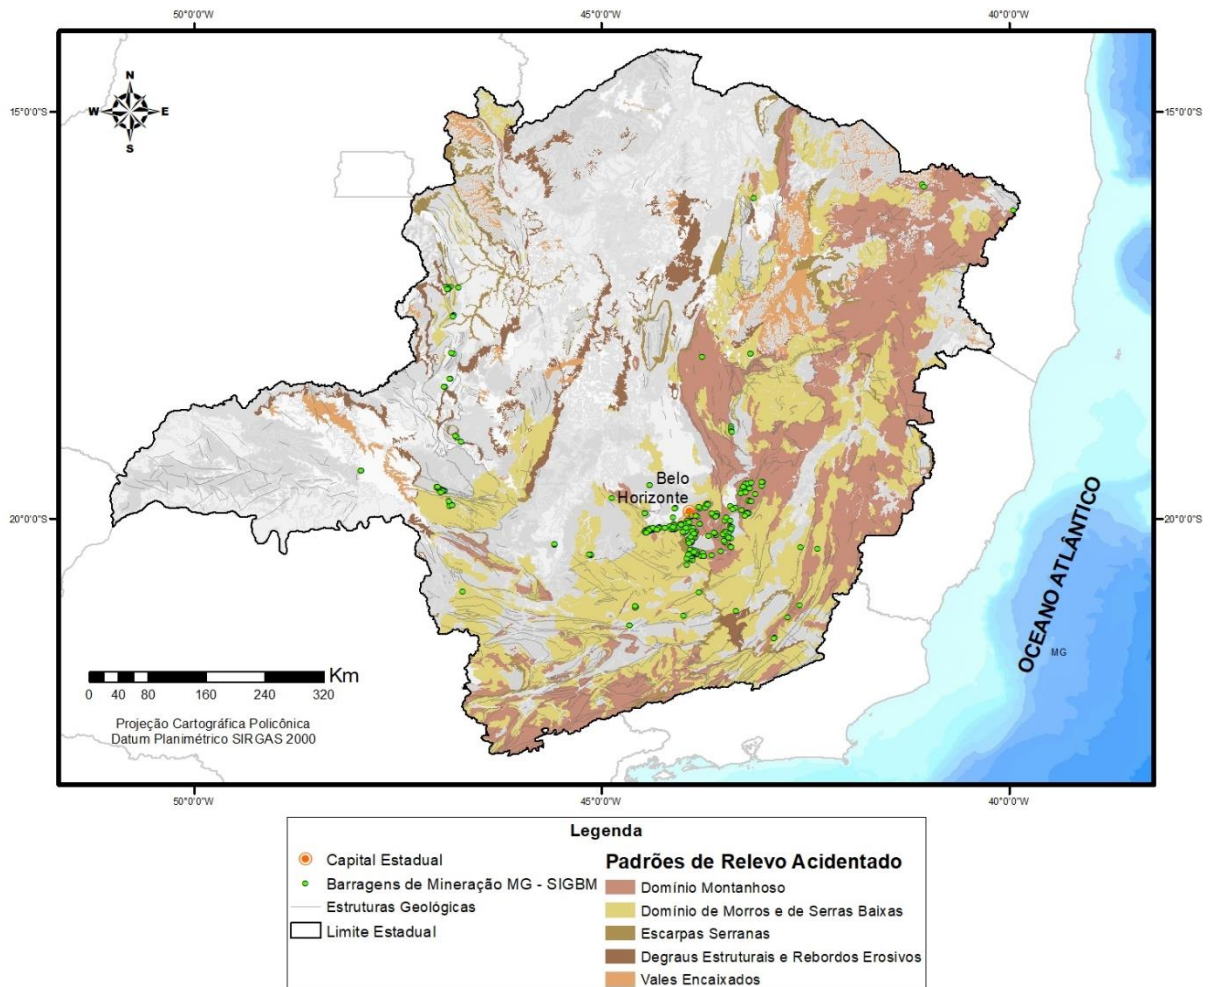 50°0'0"W
45°0'0"W
40°0'0"W
N
W
E
S
15°0'0"S
15°0'0"S
Belo
Horizonte
20°0'0"S
20°0'0"S
OCEANO ATLÂNTICO
MG
Km
0 20 40 80 160 240 320
Projeção Cartográfica Policônica
Datum Planimétrico SIRGAS 2000
50°0'0"W
45°0'0"W
40°0'0"W
Legenda
Capital Estadual
Barragens de Mineração MG - SIGBM
Estruturas Geológicas
Limite Estadual
Padrões de Relevo Acidentado
Domínio Montanhoso
Domínio de Morros e de Serras Baixas
Escarpas Serranas
Degraus Estruturais e Rebordos Erosivos
Vales Encaixados